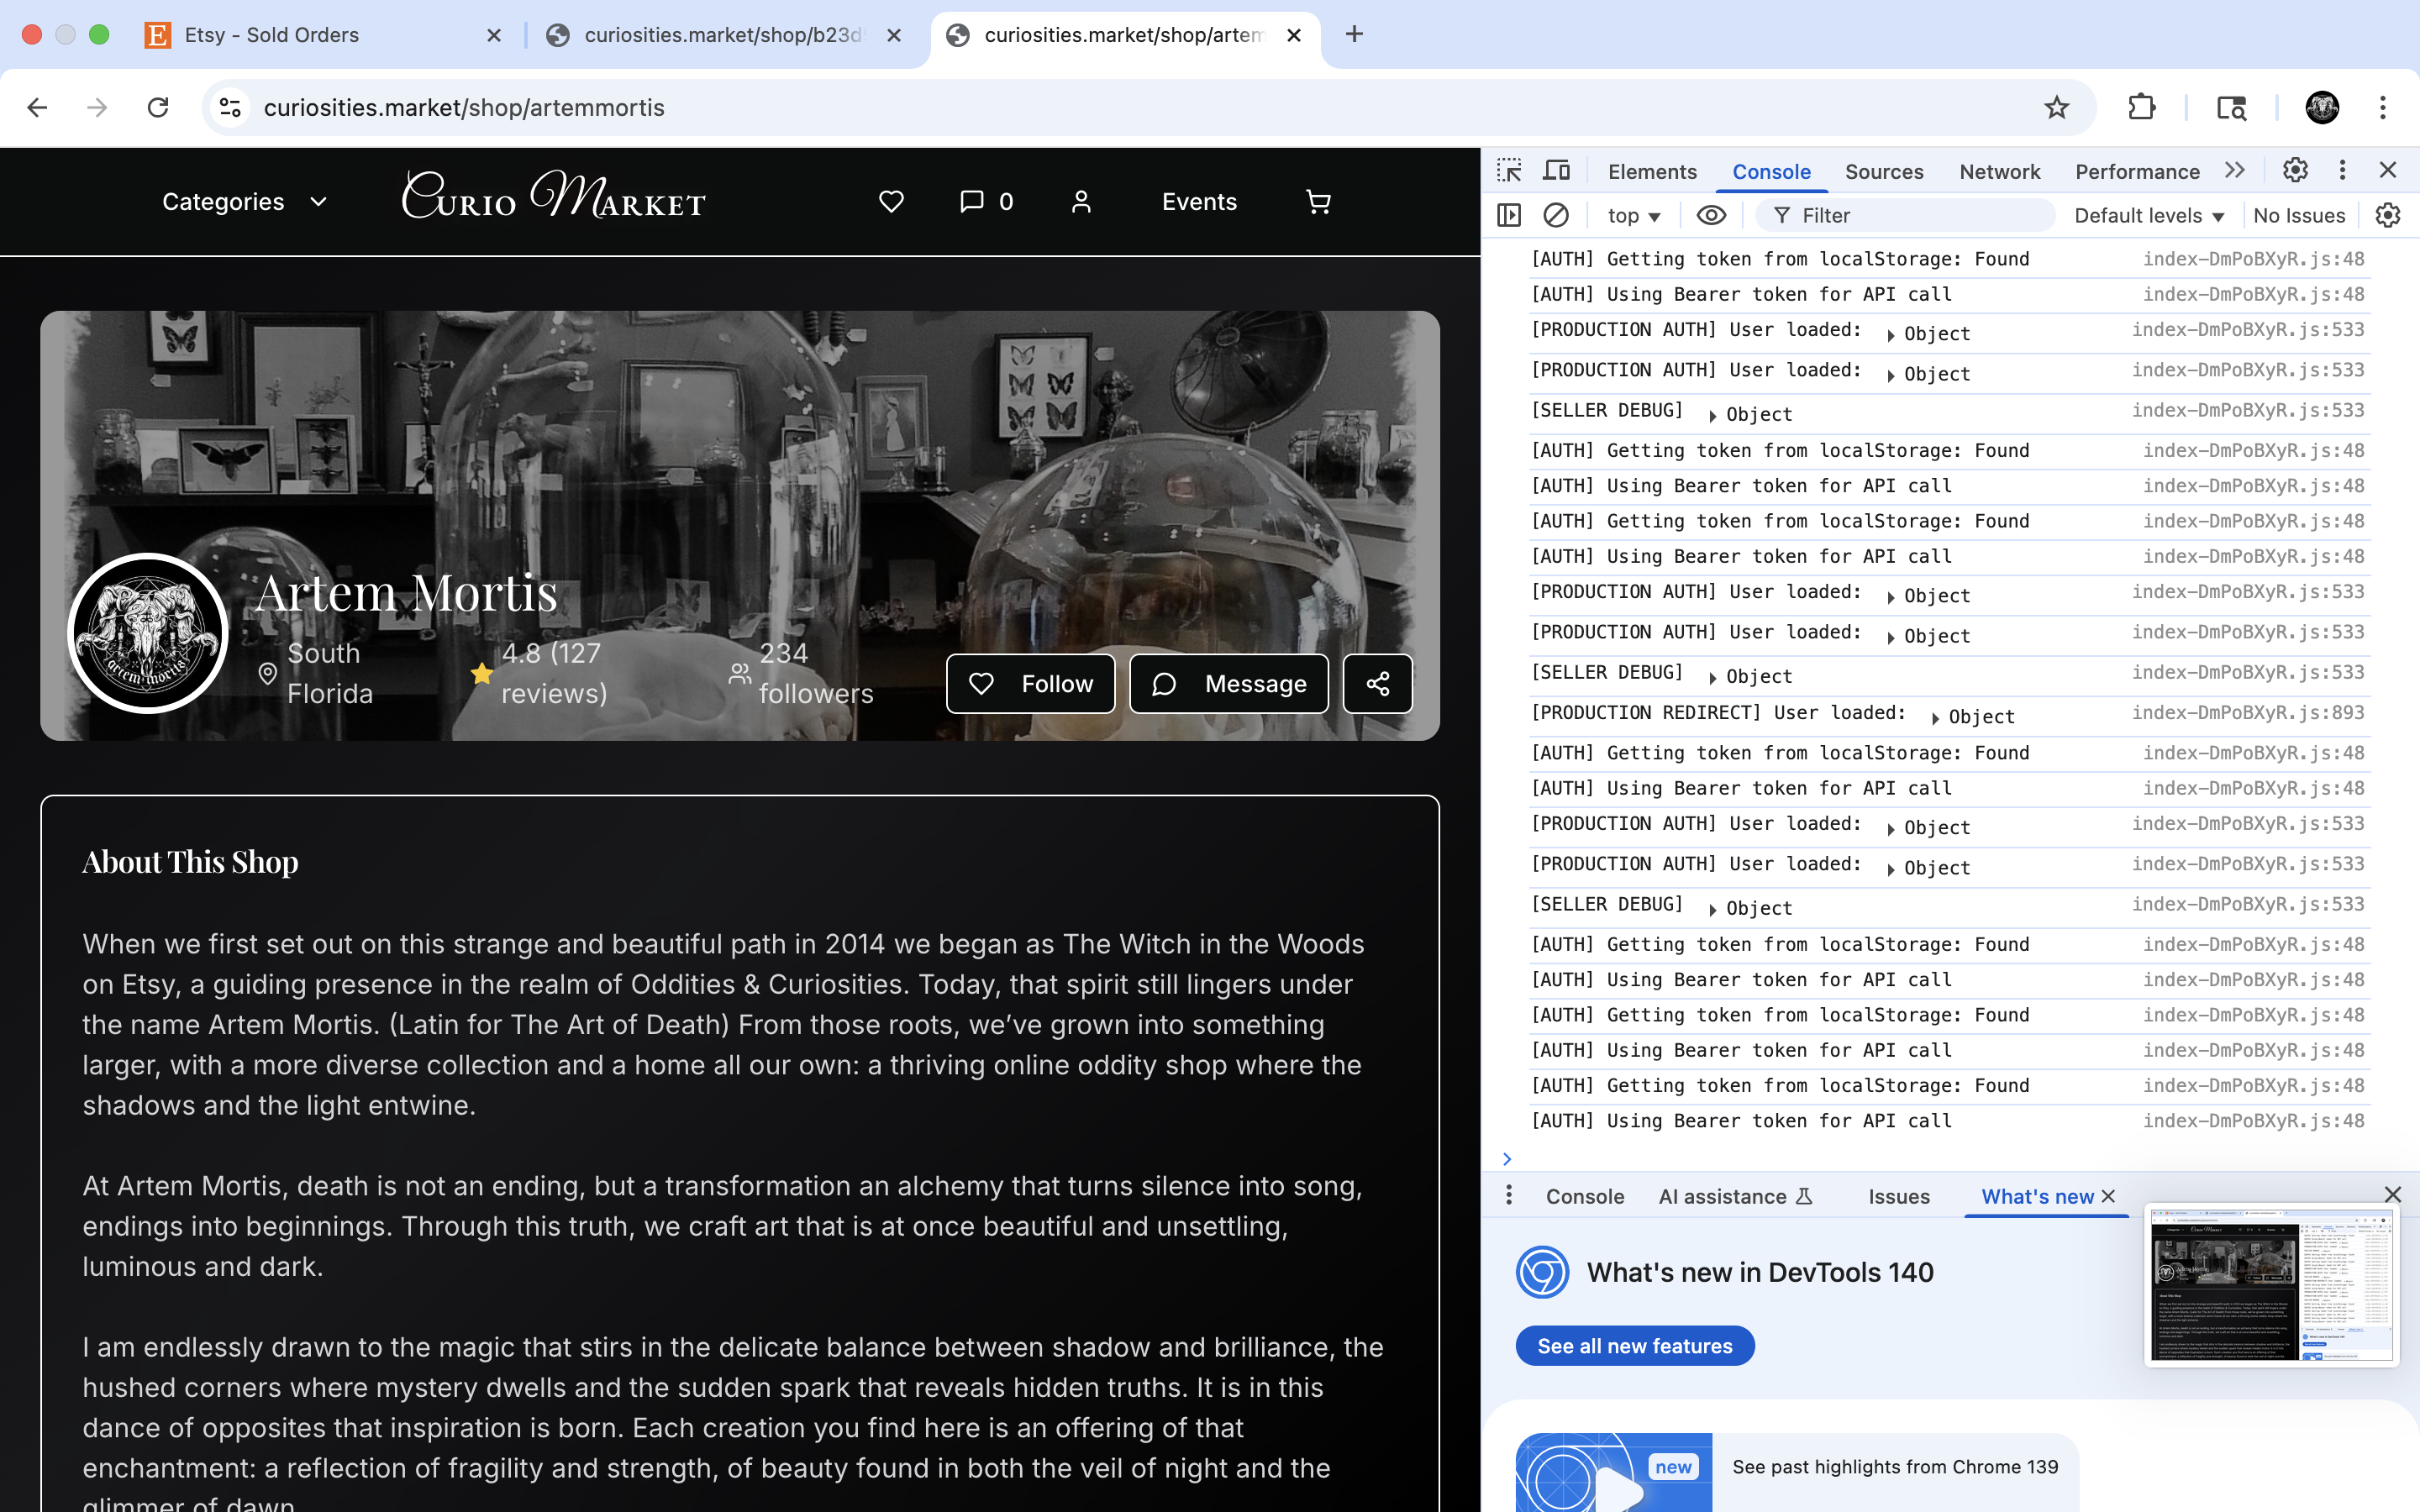 Etsy - Sold Orders
curiosities.market/shop/b23d
curiosities.market/shop/artem
curiosities.market/shop/artemmortis
Categories
Curio Market
0
Events
Artem Mortis
artem·mortis
South Florida
4.8 (127 reviews)
234 followers
Follow
Message
About This Shop
When we first set out on this strange and beautiful path in 2014 we began as The Witch in the Woods
on Etsy, a guiding presence in the realm of Oddities & Curiosities. Today, that spirit still lingers under
the name Artem Mortis. (Latin for The Art of Death) From those roots, we’ve grown into something
larger, with a more diverse collection and a home all our own: a thriving online oddity shop where the
shadows and the light entwine.
At Artem Mortis, death is not an ending, but a transformation an alchemy that turns silence into song,
endings into beginnings. Through this truth, we craft art that is at once beautiful and unsettling,
luminous and dark.
I am endlessly drawn to the magic that stirs in the delicate balance between shadow and brilliance, the
hushed corners where mystery dwells and the sudden spark that reveals hidden truths. It is in this
dance of opposites that inspiration is born. Each creation you find here is an offering of that
enchantment: a reflection of fragility and strength, of beauty found in both the veil of night and the
glimmer of dawn
Elements Console Sources Network Performance
top Filter Default levels No Issues
[AUTH] Getting token from localStorage: Found index-DmPoBXyR.js:48
[AUTH] Using Bearer token for API call index-DmPoBXyR.js:48
[PRODUCTION AUTH] User loaded: Object index-DmPoBXyR.js:533
[PRODUCTION AUTH] User loaded: Object index-DmPoBXyR.js:533
[SELLER DEBUG] Object index-DmPoBXyR.js:533
[AUTH] Getting token from localStorage: Found index-DmPoBXyR.js:48
[AUTH] Using Bearer token for API call index-DmPoBXyR.js:48
[AUTH] Getting token from localStorage: Found index-DmPoBXyR.js:48
[AUTH] Using Bearer token for API call index-DmPoBXyR.js:48
[PRODUCTION AUTH] User loaded: Object index-DmPoBXyR.js:533
[PRODUCTION AUTH] User loaded: Object index-DmPoBXyR.js:533
[SELLER DEBUG] Object index-DmPoBXyR.js:533
[PRODUCTION REDIRECT] User loaded: Object index-DmPoBXyR.js:893
[AUTH] Getting token from localStorage: Found index-DmPoBXyR.js:48
[AUTH] Using Bearer token for API call index-DmPoBXyR.js:48
[PRODUCTION AUTH] User loaded: Object index-DmPoBXyR.js:533
[PRODUCTION AUTH] User loaded: Object index-DmPoBXyR.js:533
[SELLER DEBUG] Object index-DmPoBXyR.js:533
[AUTH] Getting token from localStorage: Found index-DmPoBXyR.js:48
[AUTH] Using Bearer token for API call index-DmPoBXyR.js:48
[AUTH] Getting token from localStorage: Found index-DmPoBXyR.js:48
[AUTH] Using Bearer token for API call index-DmPoBXyR.js:48
[AUTH] Getting token from localStorage: Found index-DmPoBXyR.js:48
[AUTH] Using Bearer token for API call index-DmPoBXyR.js:48
Console AI assistance Issues What's new
What's new in DevTools 140
See all new features
new
See past highlights from Chrome 139